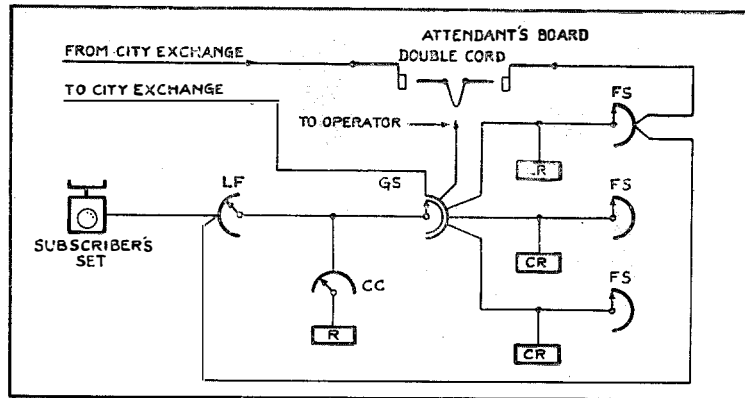 ATTENDANT'S BOARD
FROM CITY EXCHANGE
DOUBLE CORD
TO CITY EXCHANGE
FS
TO OPERATOR
LF
GS
CR
FS
SUBSCRIBER'S
SET
CC
CR
FS
R
CR